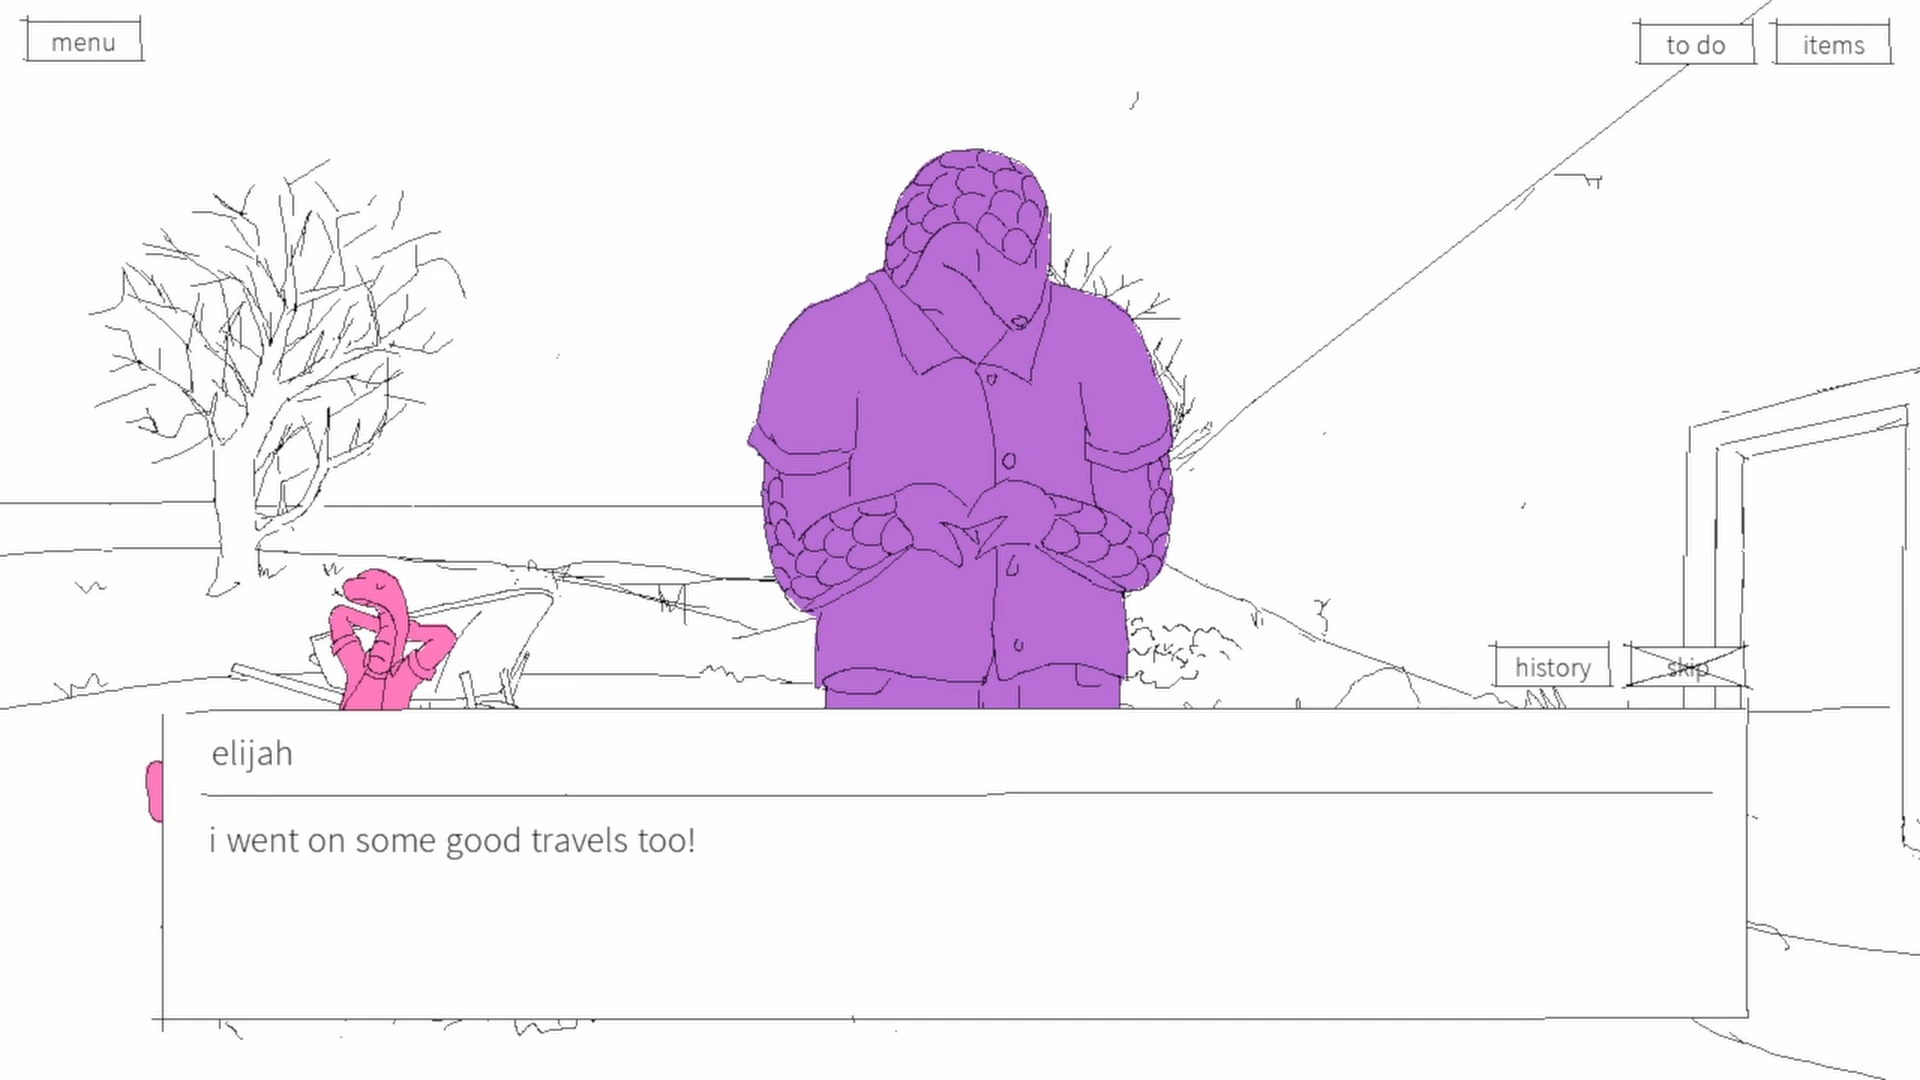 menu
to do
items
history
skip
elijah
i went on some good travels too!